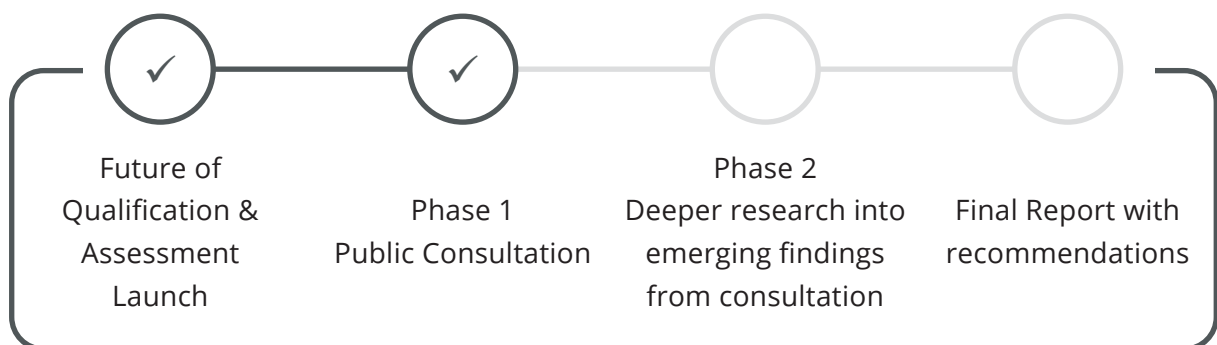 ✓
✓
Future of
Qualification &
Assessment
Launch
Phase 1
Public Consultation
Phase 2
Deeper research into
emerging findings
from consultation
Final Report with
recommendations